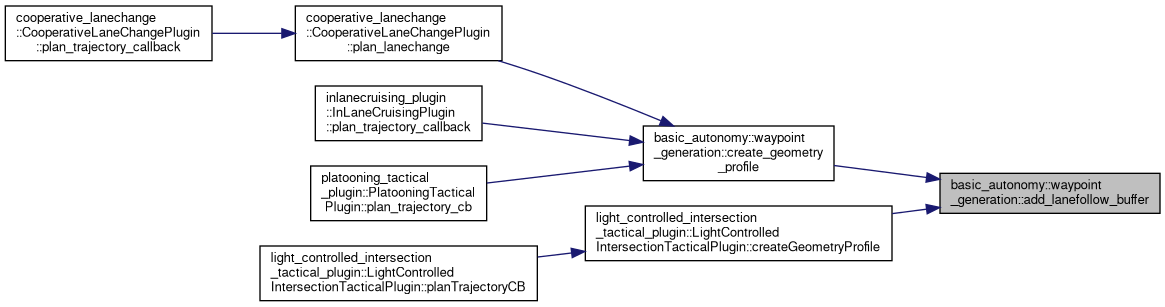 cooperative_lanechange
::CooperativeLaneChangePlugin
::plan_trajectory_callback
cooperative_lanechange
::CooperativeLaneChangePlugin
::plan_lanechange
inlanecruising_plugin
::InLaneCruisingPlugin
::plan_trajectory_callback
basic_autonomy::waypoint
_generation::create_geometry
_profile
platooning_tactical
_plugin::PlatooningTactical
Plugin::plan_trajectory_cb
basic_autonomy::waypoint
_generation::add_lanefollow_buffer
light_controlled_intersection
_tactical_plugin::LightControlled
IntersectionTacticalPlugin::createGeometryProfile
light_controlled_intersection
_tactical_plugin::LightControlled
IntersectionTacticalPlugin::planTrajectoryCB